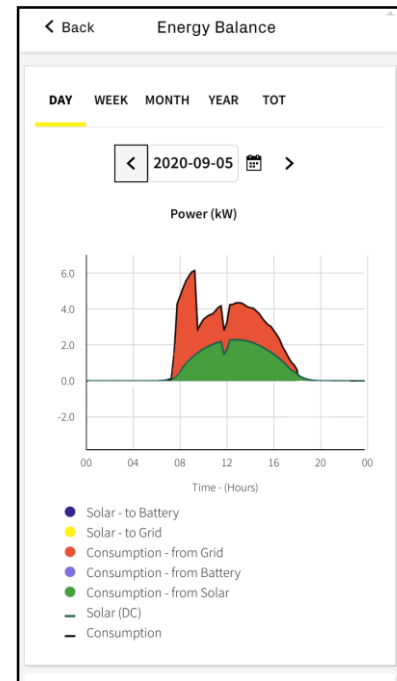 Back Energy Balance
DAY WEEK MONTH YEAR TOT
2020-09-05
Power (kW)
6.0
4.0
2.0
0.0
-2.0
00 04 08 12 16 20 00
Time - (Hours)
Solar - to Battery
Solar - to Grid
Consumption - from Grid
Consumption - from Battery
Consumption - from Solar
Solar (DC)
Consumption